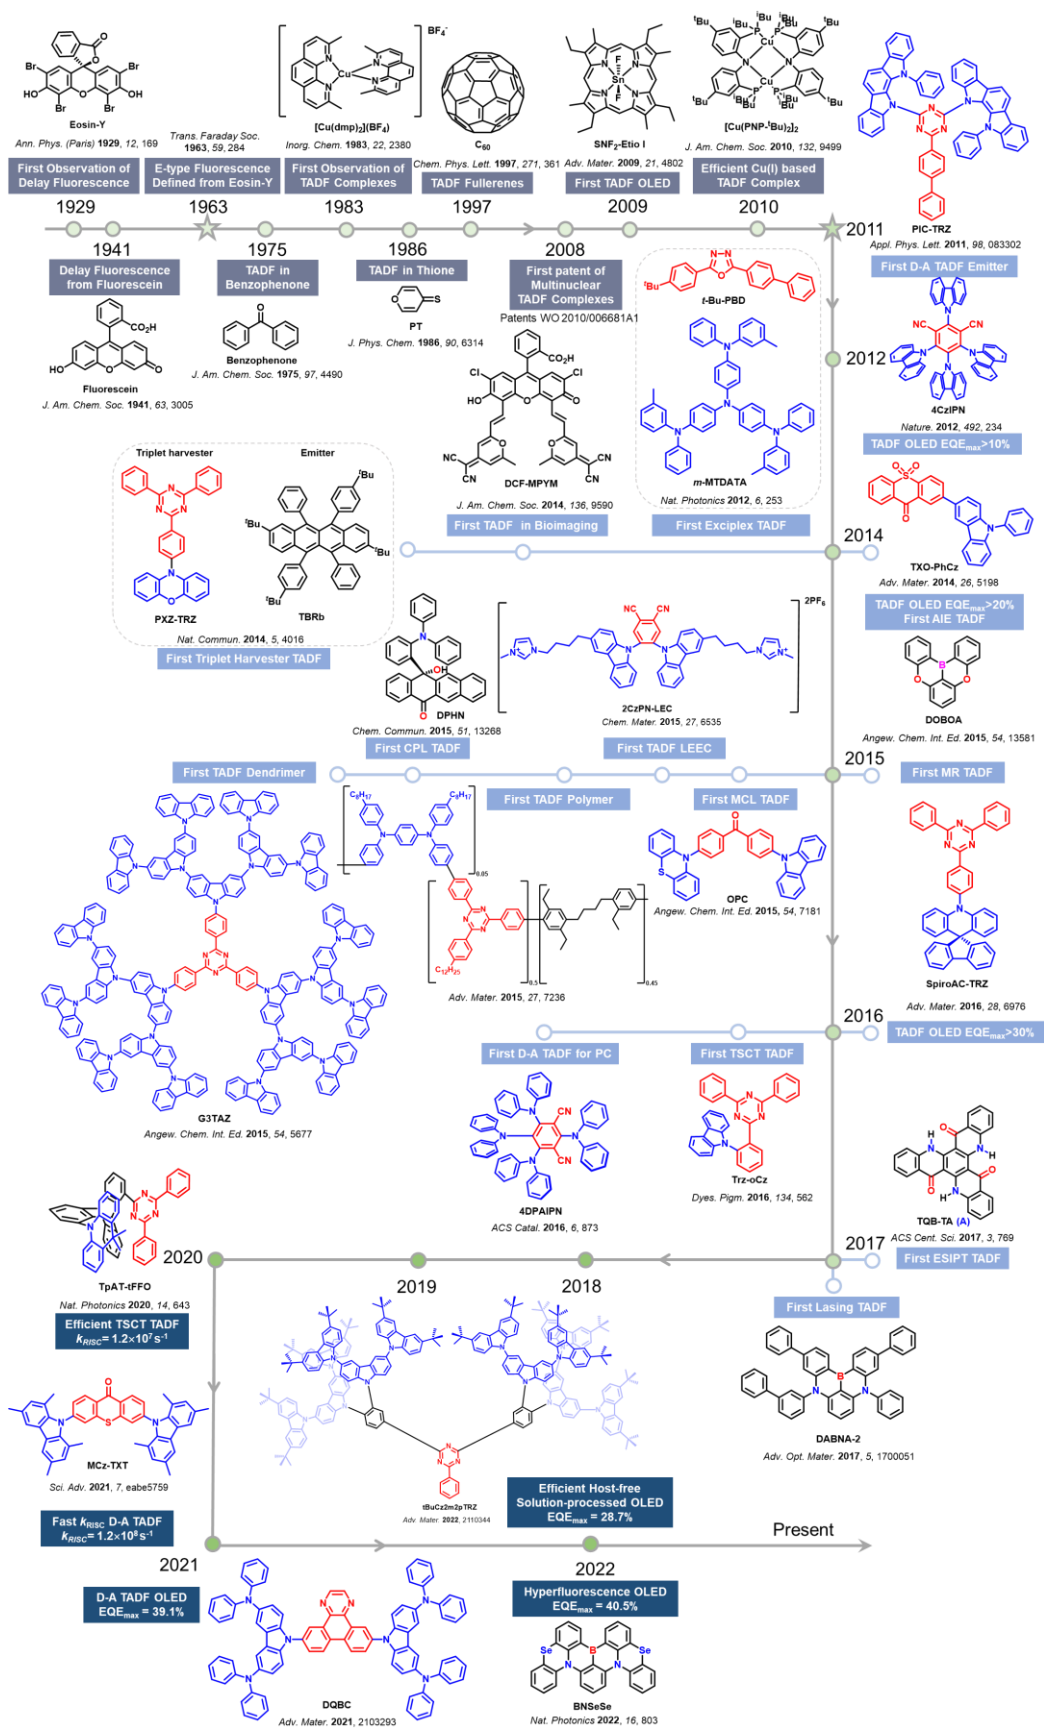 Eosin-Y
Ann. Phys. (Paris) 1929, 12, 169
First Observation of
Delay Fluorescence
1929
Trans. Faraday Soc.
1963, 59, 284
E-type Fluorescence
Defined from Eosin-Y
1963
BF4-
[Cu(dmp)2](BF4)
Inorg. Chem. 1983, 22, 2380
First Observation of
TADF Complexes
1983
C60
Chem. Phys. Lett. 1997, 271, 361
TADF Fullerenes
1997
SNF2-Etio I
Adv. Mater. 2009, 21, 4802
First TADF OLED
2009
[Cu(PNP-tBu)2]2
J. Am. Chem. Soc. 2010, 132, 9499
Efficient Cu(I) based
TADF Complex
2010
2011
PIC-TRZ
Appl. Phys. Lett. 2011, 98, 083302
First D-A TADF Emitter
1941
Delay Fluorescence
from Fluorescein
Fluorescein
J. Am. Chem. Soc. 1941, 63, 3005
1975
TADF in
Benzophenone
Benzophenone
J. Am. Chem. Soc. 1975, 97, 4490
1986
TADF in Thione
PT
J. Phys Chem. 1986, 90, 6314
2008
First patent of
Multinuclear
TADF Complexes
Patents WO 2010/006681A1
t-Bu-PBD
m-MTDATA
Nat. Photonics 2012, 6, 253
First Exciplex TADF
2012
4CzIPN
Nature. 2012, 492, 234
TADF OLED EQEmax>10%
DCF-MPYM
J. Am. Chem. Soc. 2014, 136, 9590
First TADF in Bioimaging
Triplet harvester
Emitter
PXZ-TRZ
TBRb
Nat. Commun. 2014, 5, 4016
First Triplet Harvester TADF
2014
TXO-PhCz
Adv. Mater. 2014, 26, 5198
TADF OLED EQEmax>20%
First AIE TADF
DPHN
Chem. Commun. 2015, 51, 13268
First CPL TADF
2PF6
2CzPN-LEC
Chem. Mater. 2015, 27, 6535
First TADF LEEC
DOBOA
Angew. Chem. Int. Ed. 2015, 54, 13581
2015
First MR TADF
First TADF Dendrimer
First TADF Polymer
First MCL TADF
C8H17
C8H17
0.05
C12H25
0.5
0.45
Adv. Mater. 2015, 27, 7236
OPC
Angew. Chem. Int. Ed. 2015, 54, 7181
G3TAZ
Angew. Chem. Int. Ed. 2015, 54, 5677
SpiroAC-TRZ
Adv. Mater. 2016, 28, 6976
2016
TADF OLED EQEmax>30%
First D-A TADF for PC
First TSCT TADF
4DPAIPN
ACS Catal. 2016, 6, 873
Trz-oCz
Dyes. Pigm. 2016, 134, 562
TQB-TA (A)
ACS Cent. Sci. 2017, 3, 769
2017
First ESIPT TADF
First Lasing TADF
DABNA-2
Adv. Opt. Mater. 2017, 5, 1700051
2020
2019
2018
TpAT-tFFO
Nat. Photonics 2020, 14, 643
Efficient TSCT TADF
kRISC= 1.2×10⁷ s⁻¹
MCz-TXT
Sci. Adv. 2021, 7, eabe5759
Fast kRISC D-A TADF
kRISC= 1.2×10⁸ s⁻¹
tBuCz2m2pTRZ
Adv. Mater. 2022, 2110344
Efficient Host-free
Solution-processed OLED
EQEmax = 28.7%
Present
2021
D-A TADF OLED
EQEmax = 39.1%
DQBC
Adv. Mater. 2021, 2103293
2022
Hyperfluorescence OLED
EQEmax = 40.5%
BNSeSe
Nat. Photonics 2022, 16, 803